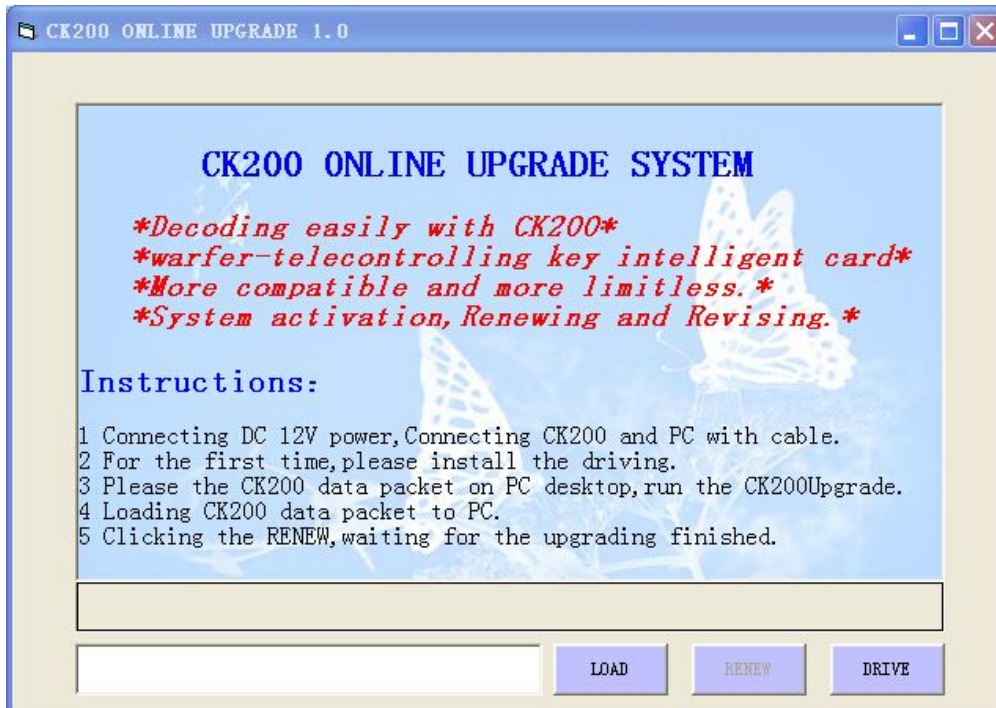 CK200 ONLINE UPGRADE 1.0
CK200 ONLINE UPGRADE SYSTEM
*Decoding easily with CK200*
*warfer-telecontrolling key intelligent card*
*More compatible and more limitless.*
*System activation,Renewing and Revising.*
Instructions:
1 Connecting DC 12V power,Connecting CK200 and PC with cable.
2 For the first time,please install the driving.
3 Please the CK200 data packet on PC desktop,run the CK200Upgrade.
4 Loading CK200 data packet to PC.
5 Clicking the RENEW,waiting for the upgrading finished.
LOAD RENEW DRIVE